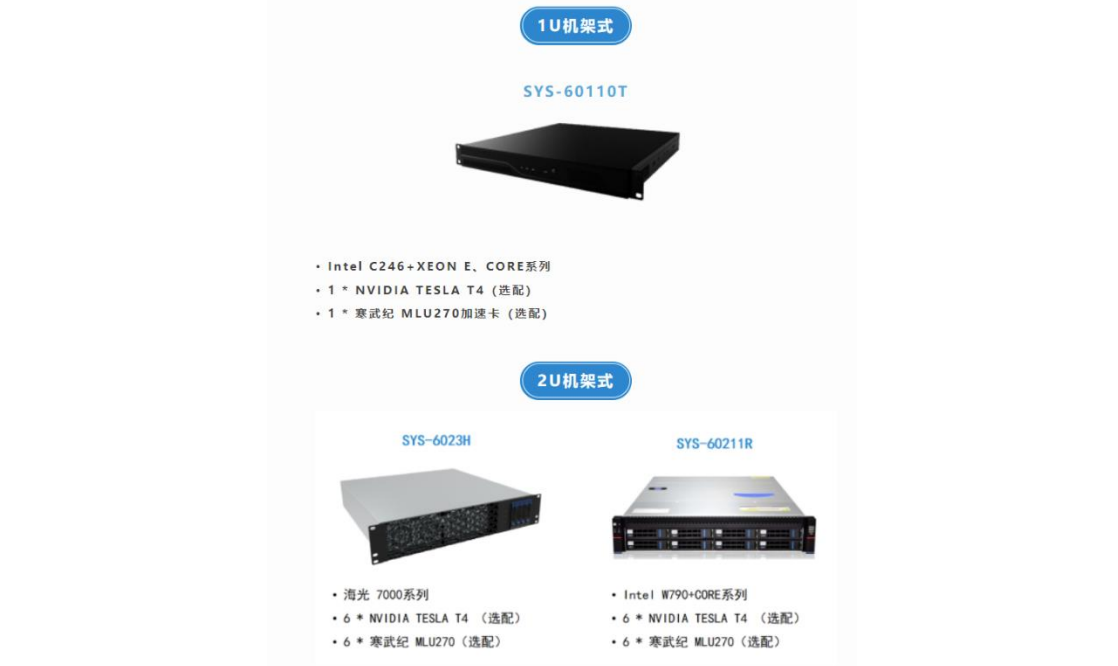 1U机架式
SYS-60110T
• Intel C246+XEON E、CORE系列
• 1 * NVIDIA TESLA T4 (选配)
• 1 * 寒武纪 MLU270加速卡 (选配)
2U机架式
SYS-6023H
SYS-60211R
• 海光 7000系列
• 6 * NVIDIA TESLA T4 （选配）
• 6 * 寒武纪 MLU270（选配）
• Intel W790+CORE系列
• 6 * NVIDIA TESLA T4 （选配）
• 6 * 寒武纪 MLU270（选配）